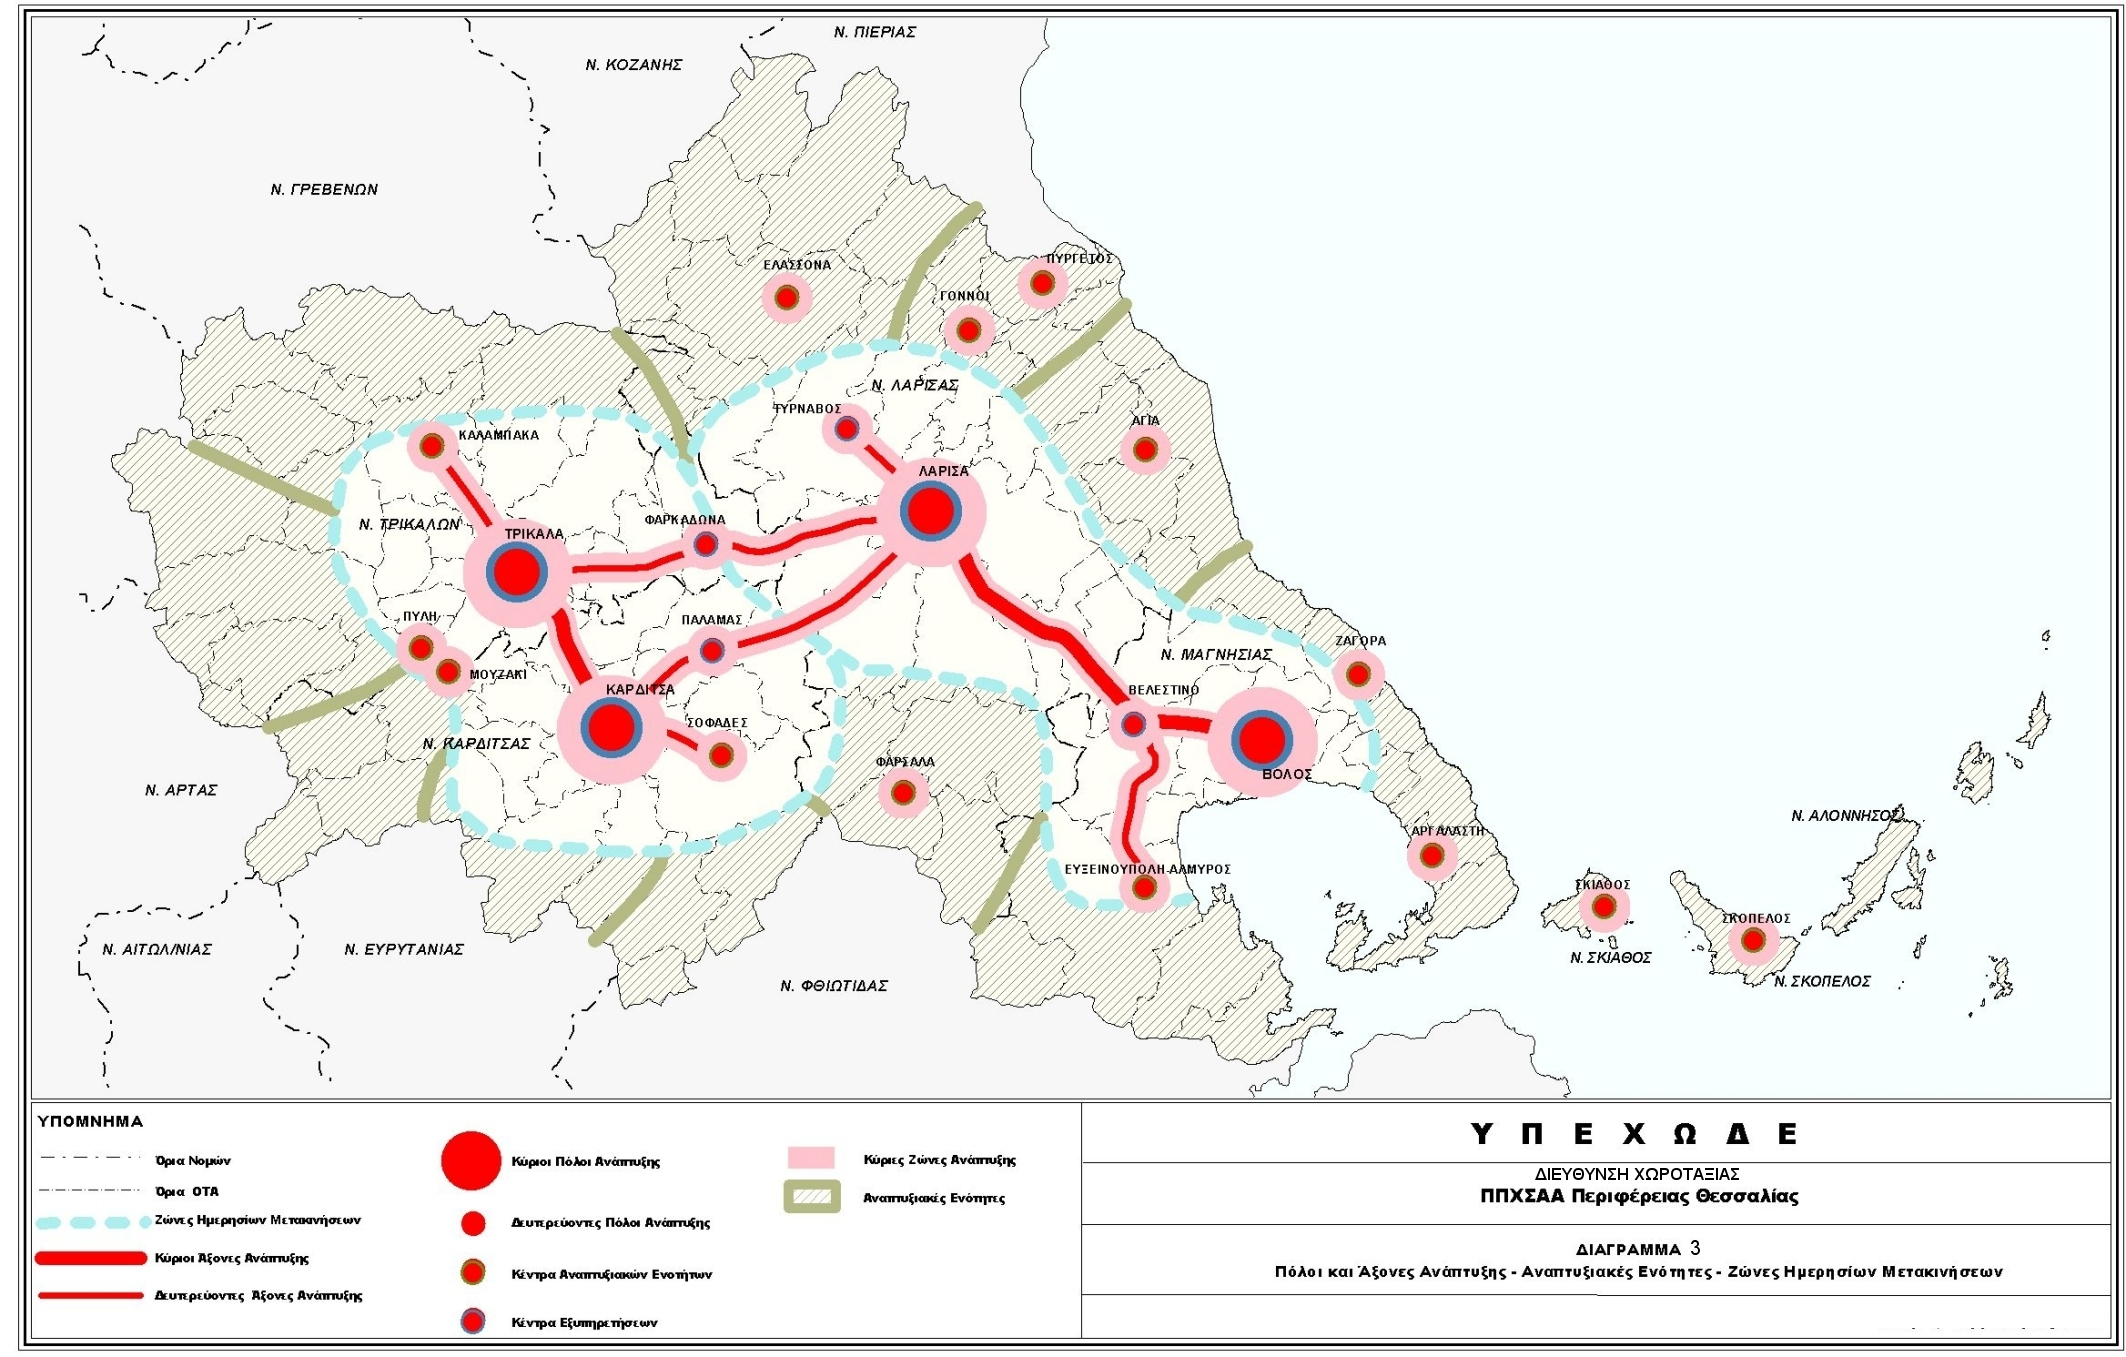 Ν. ΠΙΕΡΙΑΣ
Ν. ΚΟΖΑΝΗΣ
Ν. ΓΡΕΒΕΝΩΝ
ΕΛΑΣΣΟΝΑ
ΠΥΡΓΕΤΟΣ
ΓΟΝΝΟΙ
Ν. ΛΑΡΙΣΑΣ
ΤΥΡΝΑΒΟΣ
ΑΓΙΑ
ΚΑΛΑΜΠΑΚΑ
ΛΑΡΙΣΑ
Ν. ΤΡΙΚΑΛΩΝ
ΦΑΡΚΑΔΩΝΑ
ΤΡΙΚΑΛΑ
ΠΥΛΗ
ΠΑΛΑΜΑΣ
ΖΑΓΟΡΑ
Ν. ΜΑΓΝΗΣΙΑΣ
ΜΟΥΖΑΚΙ
ΚΑΡΔΙΤΣΑ
ΒΕΛΕΣΤΙΝΟ
ΣΟΦΑΔΕΣ
Ν. ΚΑΡΔΙΤΣΑΣ
ΦΑΡΣΑΛΑ
ΒΟΛΟΣ
Ν. ΑΡΤΑΣ
Ν. ΑΛΟΝΝΗΣΟΣ
ΑΡΓΑΛΑΣΤΗ
ΕΥΞΕΙΝΟΥΠΟΛΗ-ΑΛΜΥΡΟΣ
ΣΚΙΑΘΟΣ
ΣΚΟΠΕΛΟΣ
Ν. ΑΙΤΩΛ/ΝΙΑΣ
Ν. ΕΥΡΥΤΑΝΙΑΣ
Ν. ΣΚΙΑΘΟΣ
Ν. ΦΘΙΩΤΙΔΑΣ
Ν. ΣΚΟΠΕΛΟΣ
ΥΠΟΜΝΗΜΑ
Όρια Νομών
Όρια ΟΤΑ
Ζώνες Ημερησίων Μετακινήσεων
Κύριοι Άξονες Ανάπτυξης
Δευτερεύοντες Άξονες Ανάπτυξης
Κύριοι Πόλοι Ανάπτυξης
Δευτερεύοντες Πόλοι Ανάπτυξης
Κέντρα Αναπτυξιακών Ενοτήτων
Κέντρα Εξυπηρετήσεων
Κύριες Ζώνες Ανάπτυξης
Αναπτυξιακές Ενότητες
Υ Π Ε Χ Ω Δ Ε
ΔΙΕΥΘΥΝΣΗ ΧΩΡΟΤΑΞΙΑΣ
ΠΠΧΣΑΑ Περιφέρειας Θεσσαλίας
ΔΙΑΓΡΑΜΜΑ 3
Πόλοι και Άξονες Ανάπτυξης - Αναπτυξιακές Ενότητες - Ζώνες Ημερησίων Μετακινήσεων